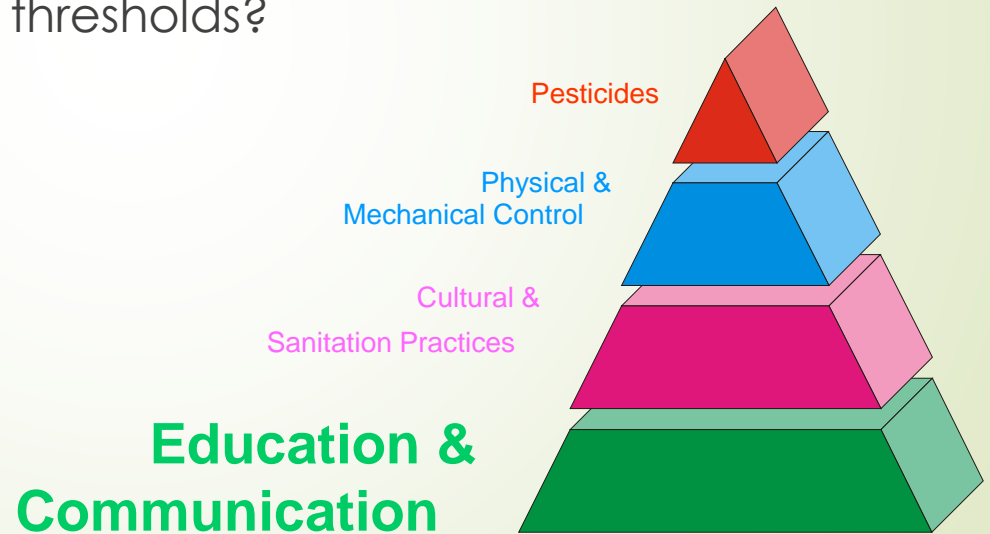 thresholds?
Pesticides
Physical &
Mechanical Control
Cultural &
Sanitation Practices
Education &
Communication